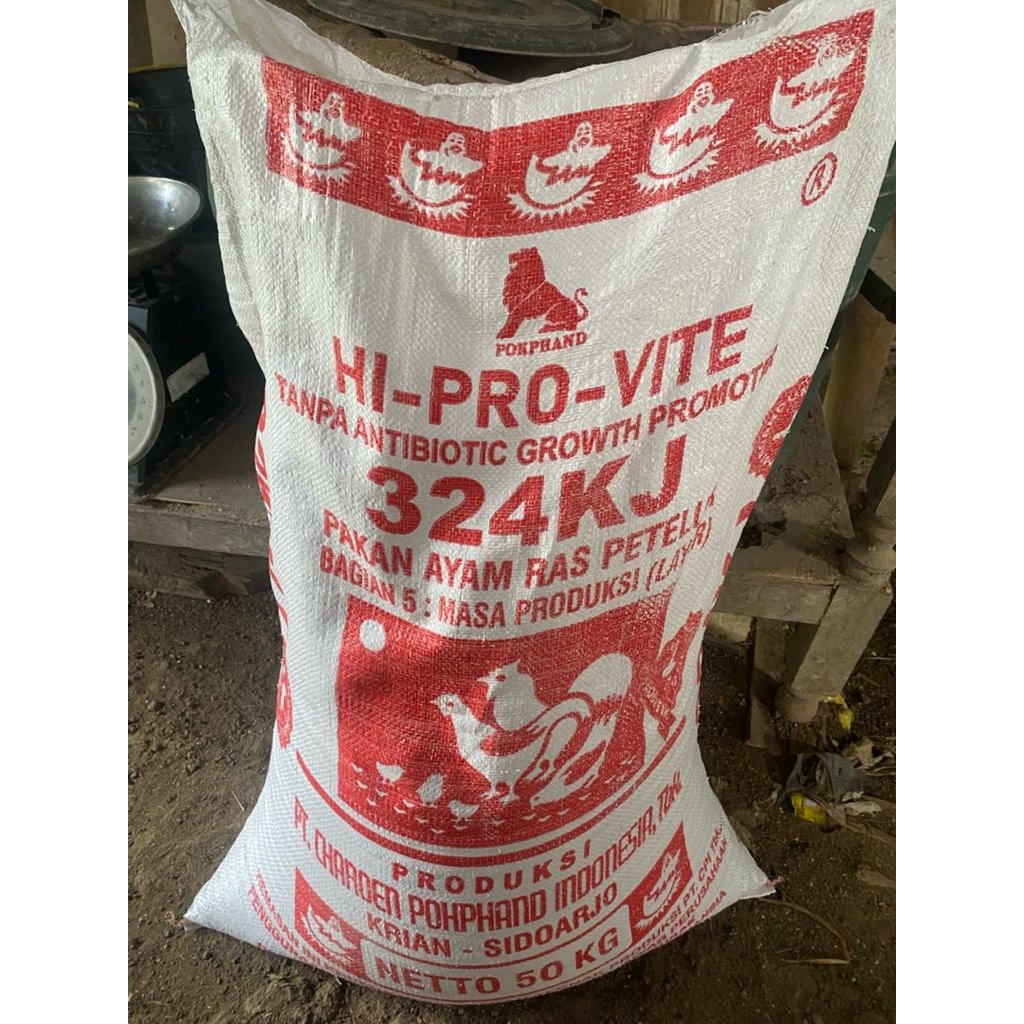 ®
POKPHAND
HI-PRO-VITE
TANPA ANTIBIOTIC GROWTH PROMOTE
324KJ
PAKAN AYAM RAS PETELUR
BAGIAN 5 : MASA PRODUKSI (LAYER)
PRODUKSI
PT. CHAROEN POKPHAND INDONESIA, Tbk.
KRIAN - SIDOARJO
NETTO 50 KG